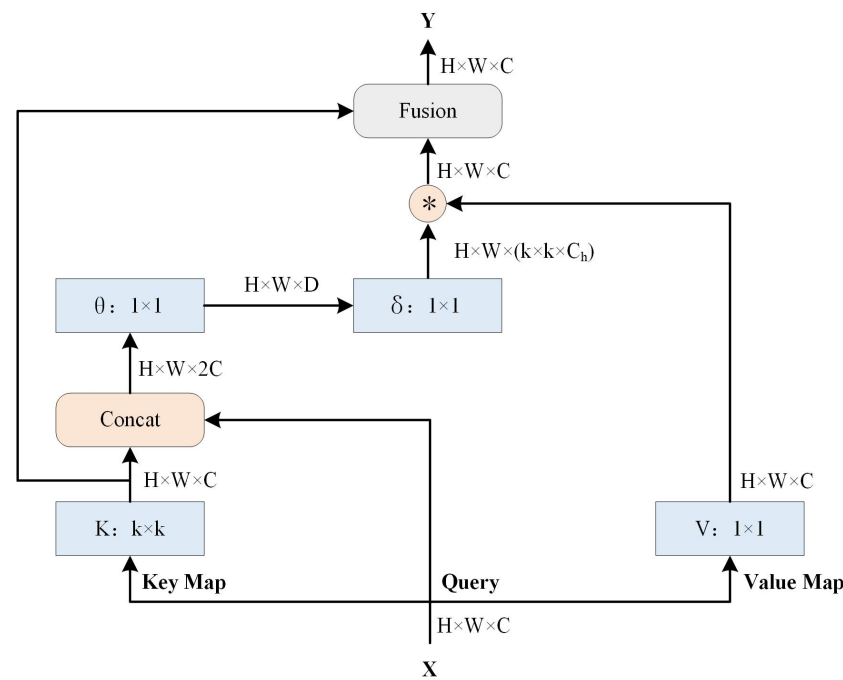 Y
H×W×C
Fusion
H×W×C
*
H×W×(k×k×Cₕ)
H×W×D
θ：1×1
δ：1×1
H×W×2C
Concat
H×W×C
H×W×C
K：k×k
V：1×1
Key Map
Query
Value Map
H×W×C
X